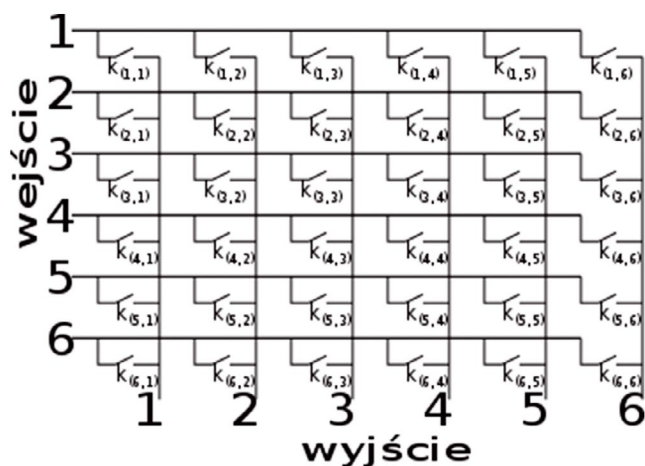 1
k(1,1) k(1,2) k(1,3) k(1,4) k(1,5) k(1,6)
2
k(2,1) k(2,2) k(2,3) k(2,4) k(2,5) k(2,6)
3
k(3,1) k(3,2) k(3,3) k(3,4) k(3,5) k(3,6)
4
k(4,1) k(4,2) k(4,3) k(4,4) k(4,5) k(4,6)
5
k(5,1) k(5,2) k(5,3) k(5,4) k(5,5) k(5,6)
6
k(6,1) k(6,2) k(6,3) k(6,4) k(6,5) k(6,6)
wejście
1 2 3 4 5 6
wyjście